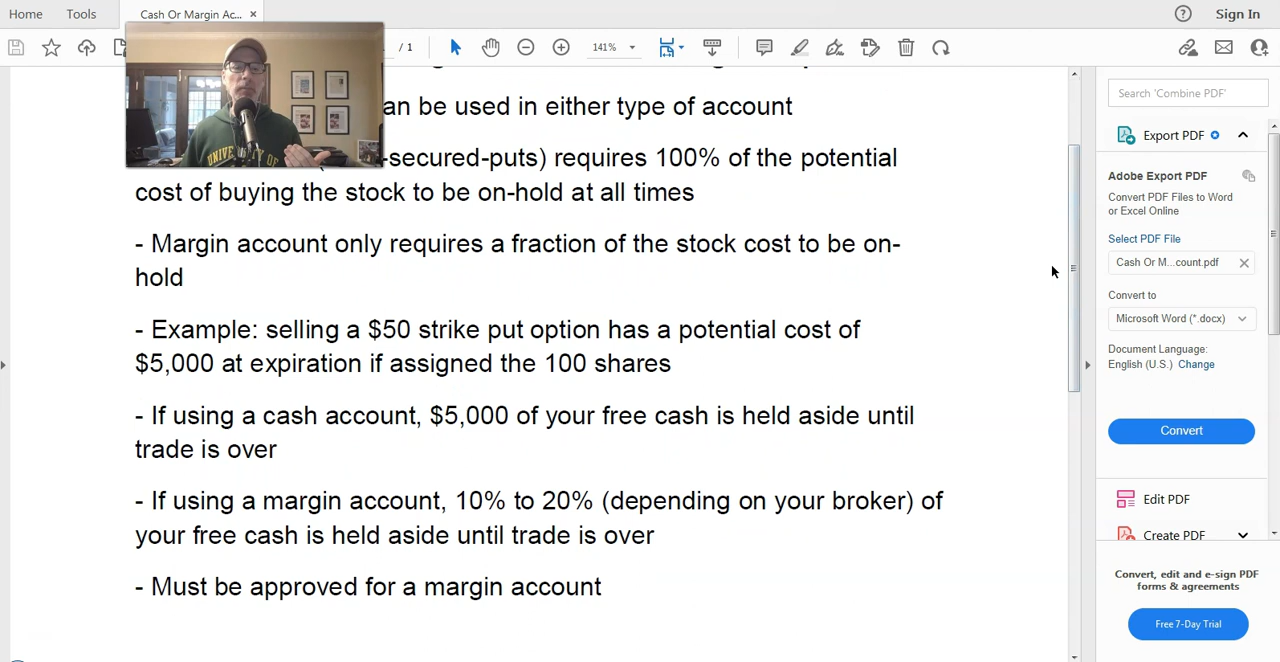 Home Tools Cash Or Margin Ac... × Sign In
/ 1 141%
an be used in either type of account
-secured-puts) requires 100% of the potential
cost of buying the stock to be on-hold at all times
- Margin account only requires a fraction of the stock cost to be on-
hold
- Example: selling a $50 strike put option has a potential cost of
$5,000 at expiration if assigned the 100 shares
- If using a cash account, $5,000 of your free cash is held aside until
trade is over
- If using a margin account, 10% to 20% (depending on your broker) of
your free cash is held aside until trade is over
- Must be approved for a margin account
UNIVERSITY OF
Search 'Combine PDF'
Export PDF
Adobe Export PDF
Convert PDF Files to Word
or Excel Online
Select PDF File
Cash Or M...count.pdf
Convert to
Microsoft Word (*.docx)
Document Language:
English (U.S.) Change
Convert
Edit PDF
Create PDF
Convert, edit and e-sign PDF
forms & agreements
Free 7-Day Trial